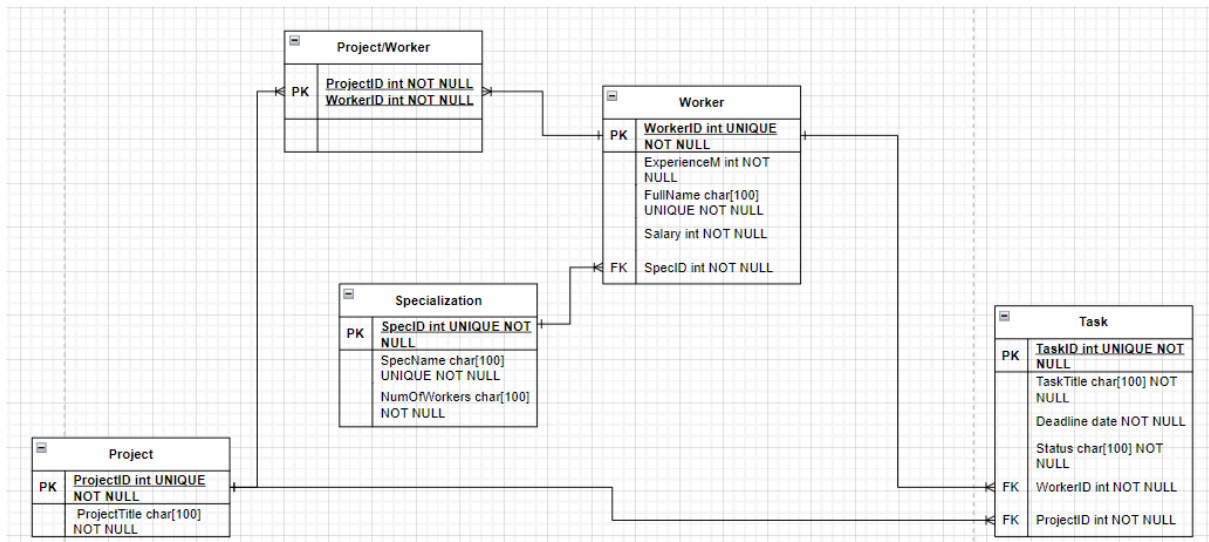 Project/Worker
PK
ProjectID int NOT NULL
WorkerID int NOT NULL
Worker
PK
WorkerID int UNIQUE
NOT NULL
ExperienceM int NOT
NULL
FullName char[100]
UNIQUE NOT NULL
Salary int NOT NULL
FK
SpecID int NOT NULL
Specialization
PK
SpecID int UNIQUE NOT
NULL
SpecName char[100]
UNIQUE NOT NULL
NumOfWorkers char[100]
NOT NULL
Task
PK
TaskID int UNIQUE NOT
NULL
TaskTitle char[100] NOT
NULL
Deadline date NOT NULL
Status char[100] NOT
NULL
FK
WorkerID int NOT NULL
FK
ProjectID int NOT NULL
Project
PK
ProjectID int UNIQUE
NOT NULL
ProjectTitle char[100]
NOT NULL